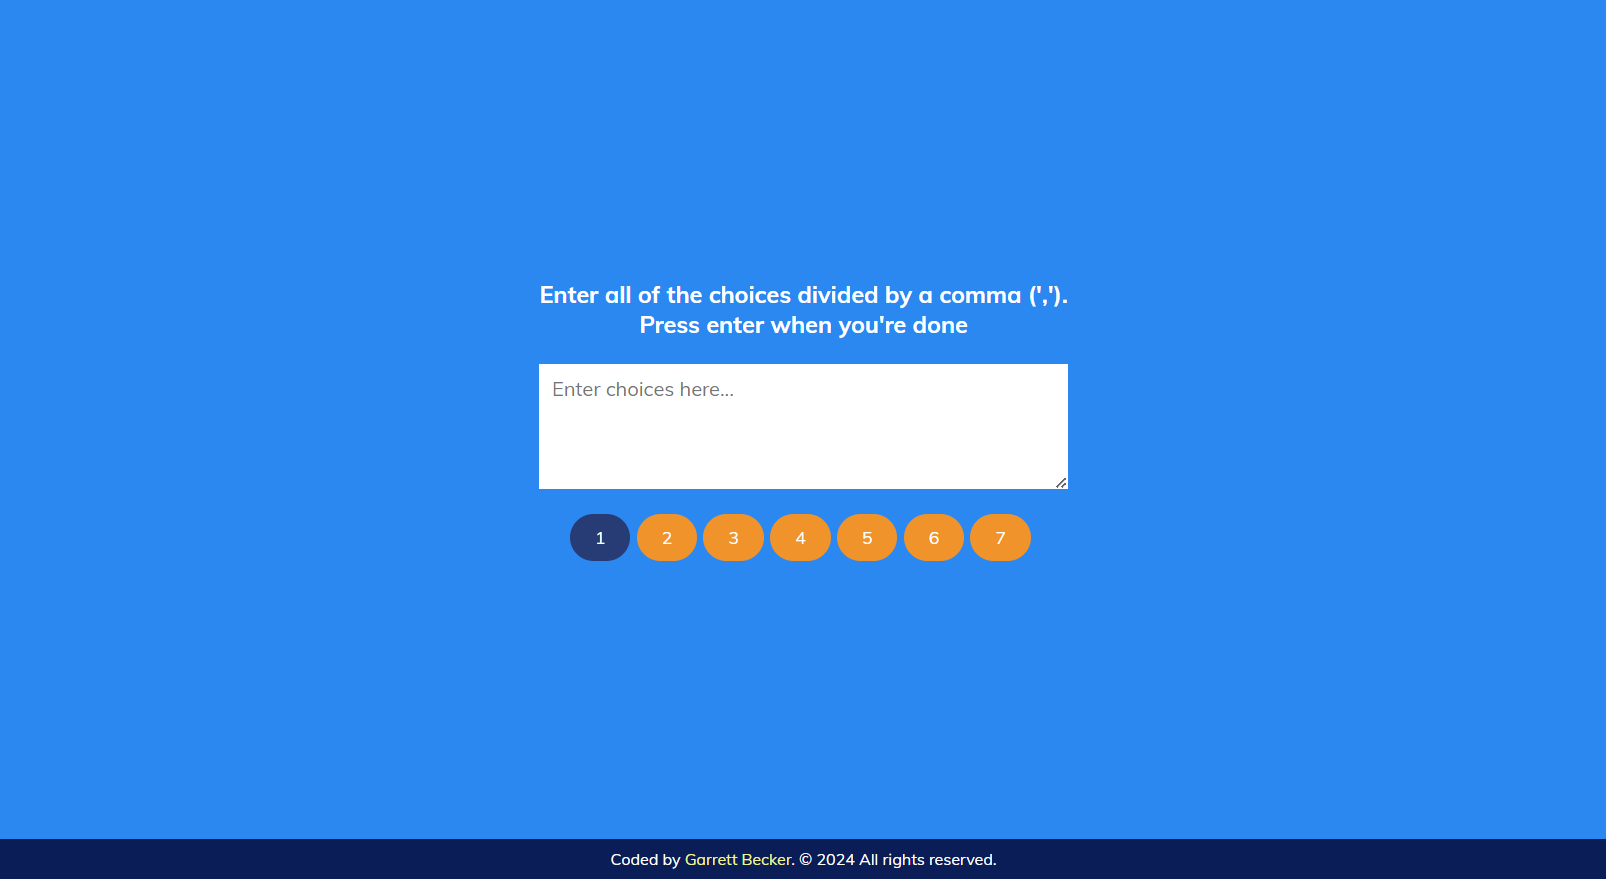 Enter all of the choices divided by a comma (',').
Press enter when you're done
Enter choices here...
1 2 3 4 5 6 7
Coded by Garrett Becker. © 2024 All rights reserved.